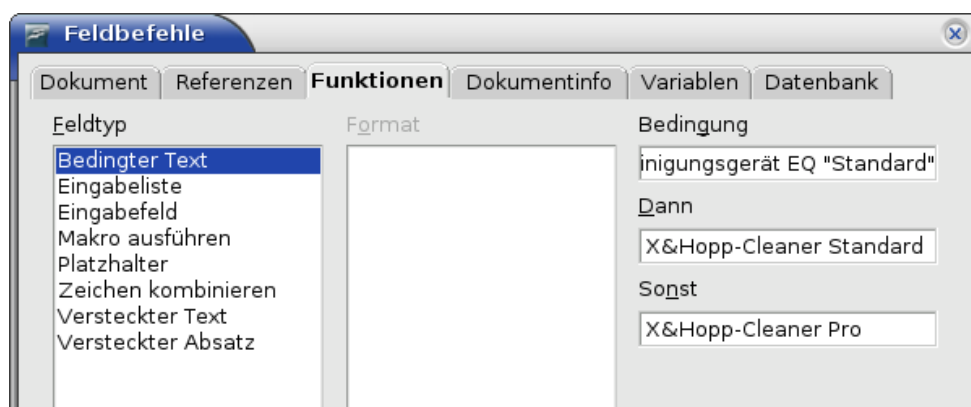 Feldbefehle
Dokument Referenzen Funktionen Dokumentinfo Variablen Datenbank
Feldtyp
Bedingter Text
Eingabeliste
Eingabefeld
Makro ausführen
Platzhalter
Zeichen kombinieren
Versteckter Text
Versteckter Absatz
Format
Bedingung
inigungsgerät EQ "Standard"
Dann
X&Hopp-Cleaner Standard
Sonst
X&Hopp-Cleaner Pro